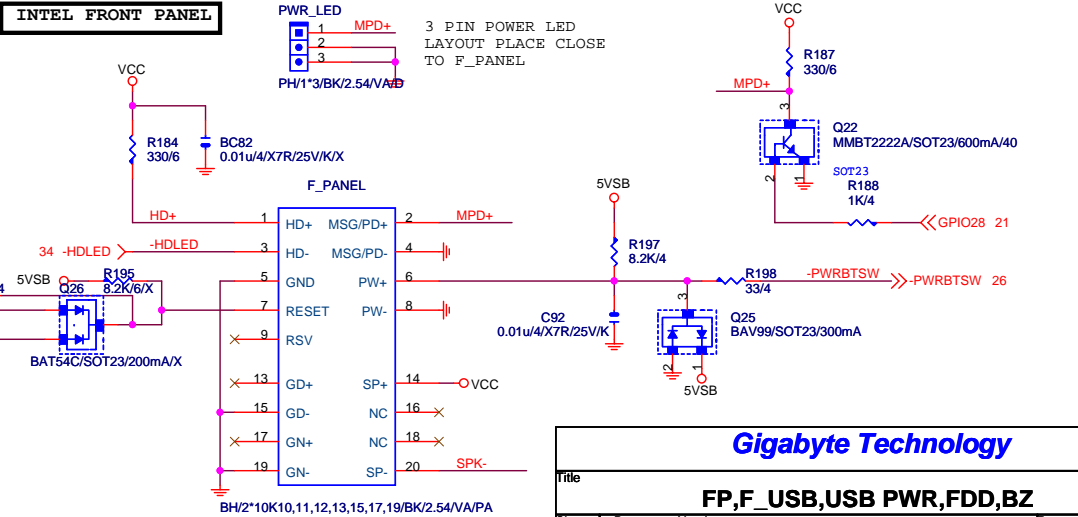 INTEL FRONT PANEL
PWR_LED
1
2
3
MPD+
3 PIN POWER LED
LAYOUT PLACE CLOSE
TO F_PANEL
PH/1*3/BK/2.54/VA/D
VCC
R184
330/6
BC82
0.01u/4/X7R/25V/K/X
F_PANEL
HD+
1
HD+
MSG/PD+
2
MPD+
34 -HDLED
-HDLED
3
HD-
MSG/PD-
4
5VSB
R195
8.2K/6/X
5
GND
PW+
6
4
Q26
7
RESET
PW-
8
BAT54C/SOT23/200mA/X
9
RSV
13
GD+
SP+
14
VCC
15
GD-
NC
16
17
GN+
NC
18
19
GN-
SP-
20
SPK-
BH/2*10K10,11,12,13,15,17,19/BK/2.54/VA/PA
VCC
R187
330/6
MPD+
3
Q22
MMBT2222A/SOT23/600mA/40
2
1
SOT23
R188
1K/4
GPIO28 21
5VSB
R197
8.2K/4
R198
33/4
-PWRBTSW
-PWRBTSW 26
C92
0.01u/4/X7R/25V/K
3
Q25
BAV99/SOT23/300mA
2
1
5VSB
Gigabyte Technology
Title
FP,F_USB,USB PWR,FDD,BZ